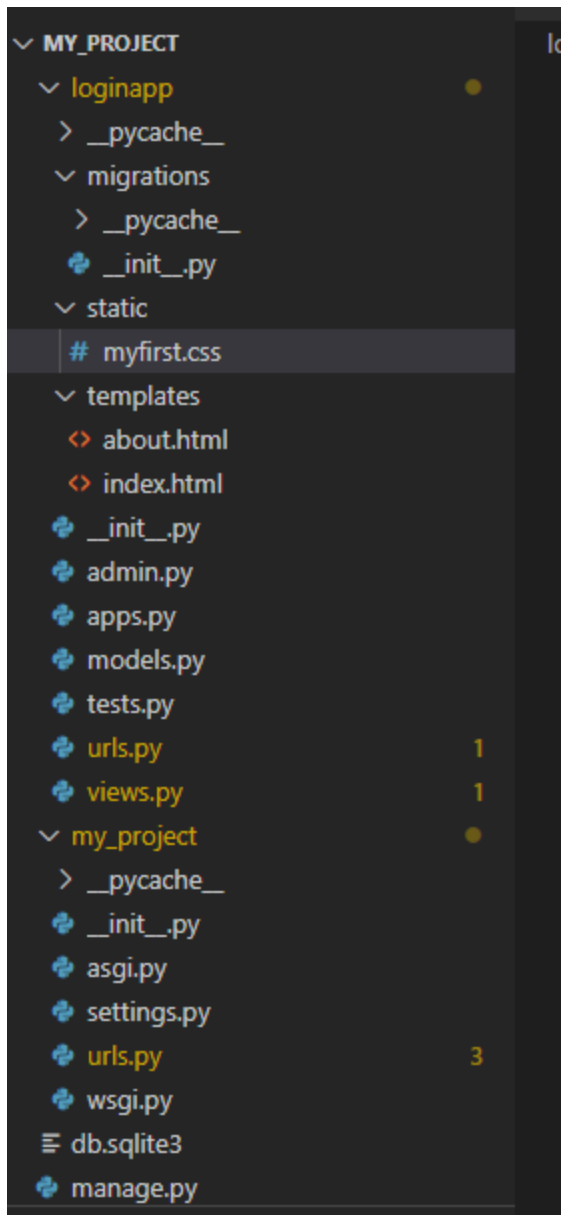 MY_PROJECT
loginapp
__pycache__
migrations
__pycache__
__init__.py
static
# myfirst.css
templates
<> about.html
<> index.html
__init__.py
admin.py
apps.py
models.py
tests.py
urls.py 1
views.py 1
my_project
__pycache__
__init__.py
asgi.py
settings.py
urls.py 3
wsgi.py
db.sqlite3
manage.py